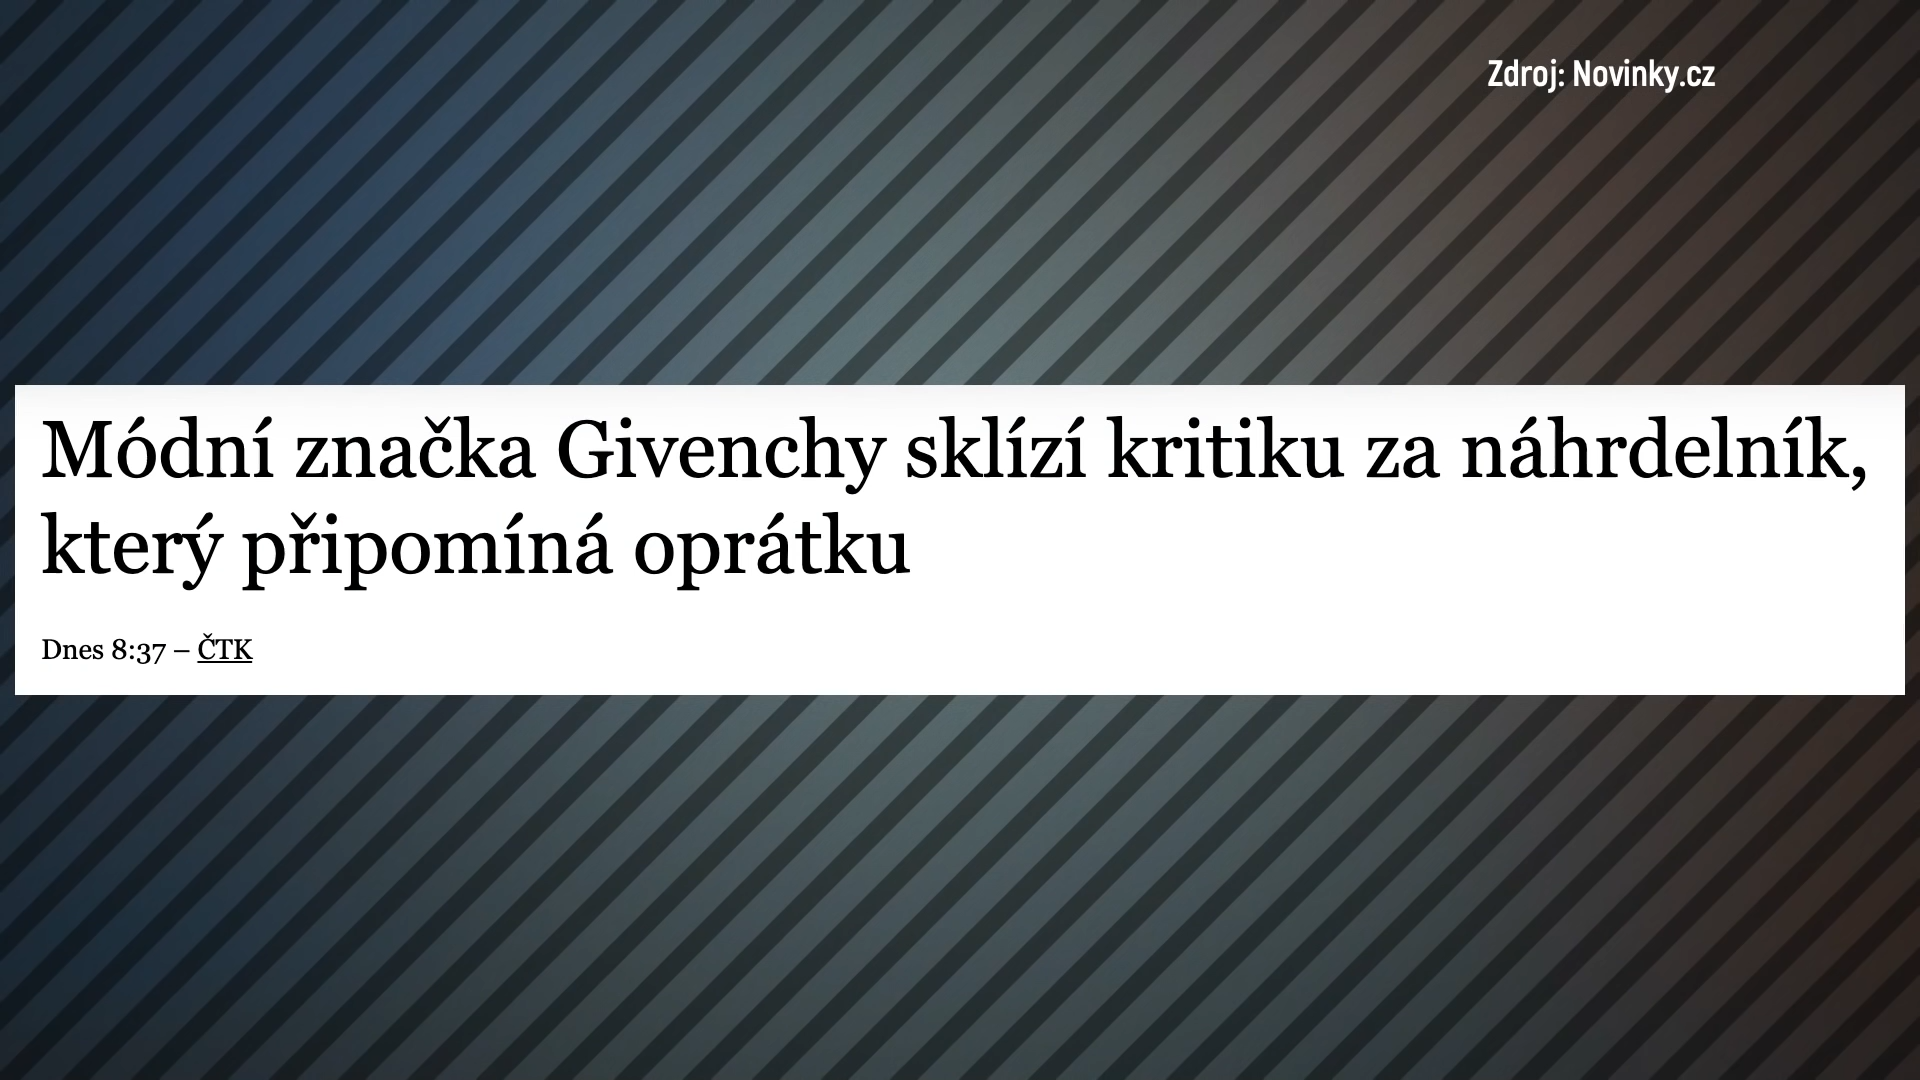 Zdroj: Novinky.cz
Módní značka Givenchy sklízí kritiku za náhrdelník,
který připomíná oprátku
Dnes 8:37 – ČTK